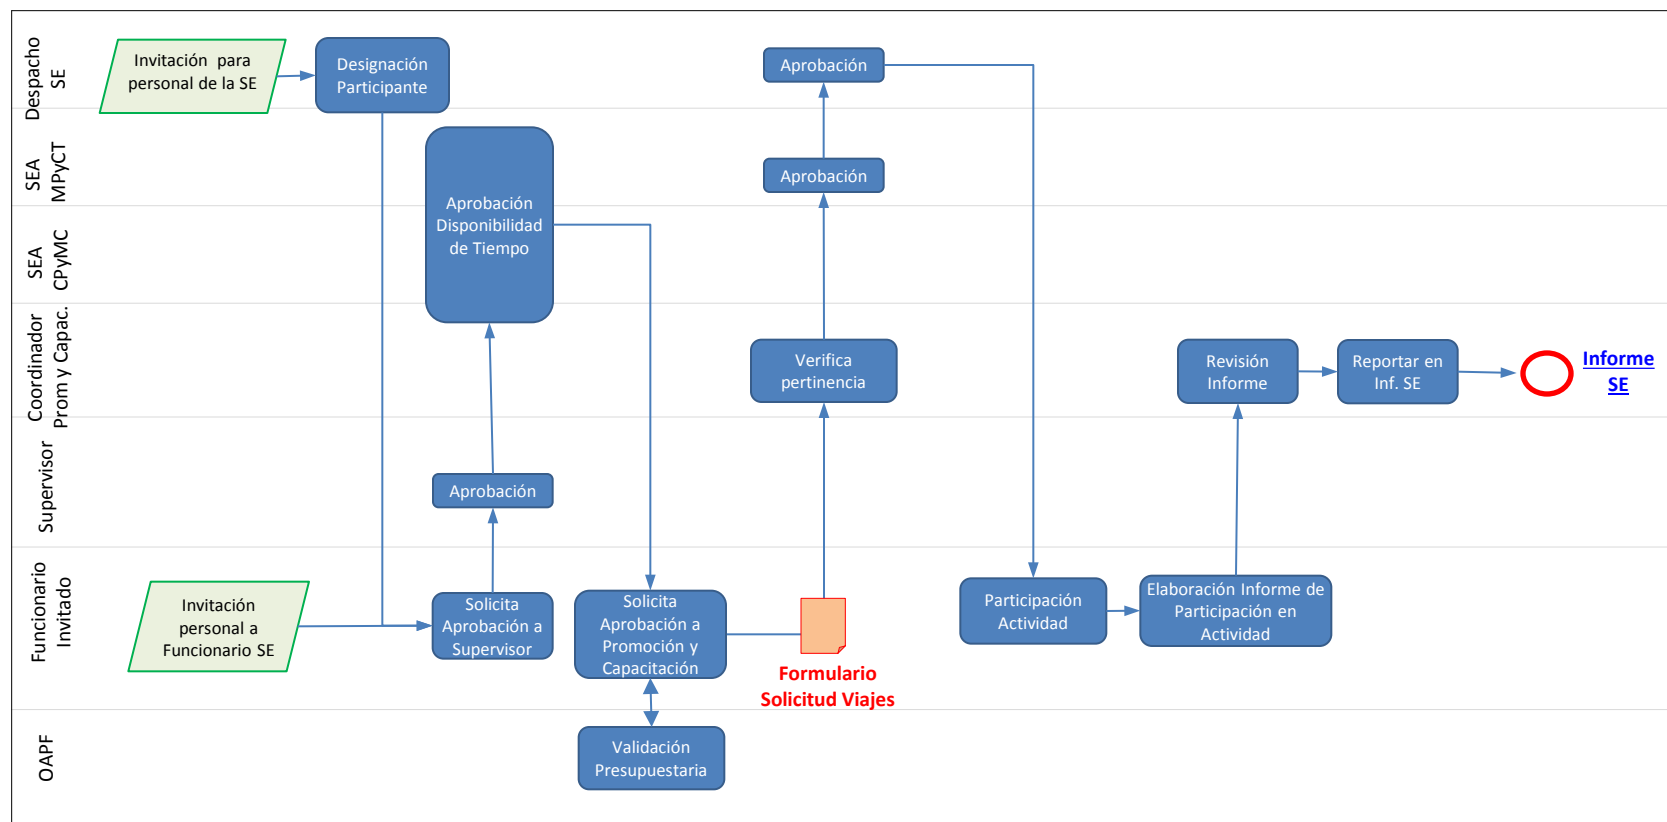 Despacho
SE
Invitación para
personal de la SE
Designación
Participante
Aprobación
SEA
MPyCT
Aprobación
Aprobación
Disponibilidad
de Tiempo
SEA
CPyMC
Coordinador
Prom y Capac.
Verifica
pertinencia
Revisión
Informe
Reportar en
Inf. SE
Informe
SE
Supervisor
Aprobación
Funcionario
Invitado
Invitación
personal a
Funcionario SE
Solicita
Aprobación a
Supervisor
Solicita
Aprobación a
Promoción y
Capacitación
Formulario
Solicitud Viajes
Participación
Actividad
Elaboración Informe de
Participación en
Actividad
OAPF
Validación
Presupuestaria